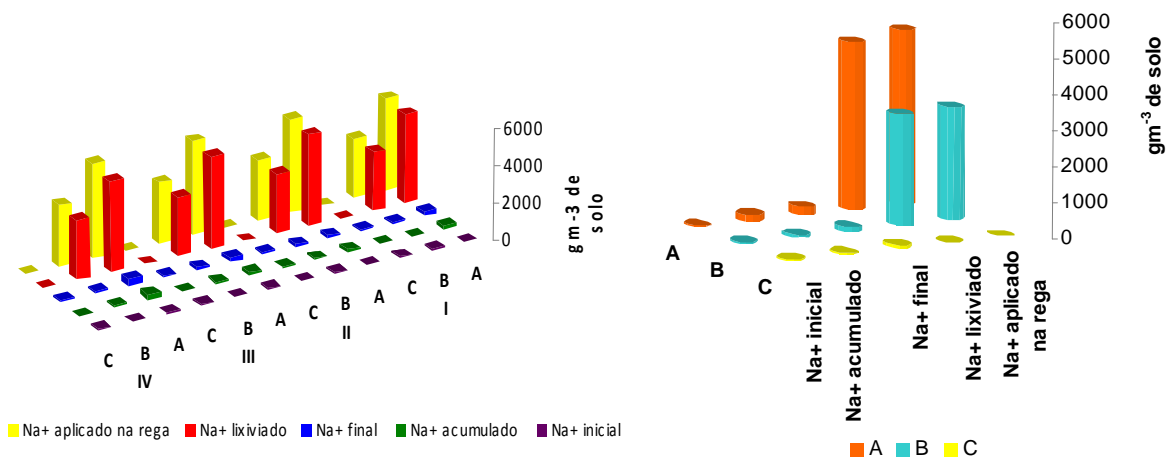 6000
4000
2000
0
g m -3 de
solo
C B A C B A C B A C B A
IV III II I
Na+ aplicado na rega Na+ lixiviado Na+ final Na+ acumulado Na+ inicial
6000
5000
4000
3000
2000
1000
0
gm-3 de solo
A
B
C
Na+ inicial
Na+ acumulado
Na+ final
Na+ lixiviado
Na+ aplicado
na rega
A B C